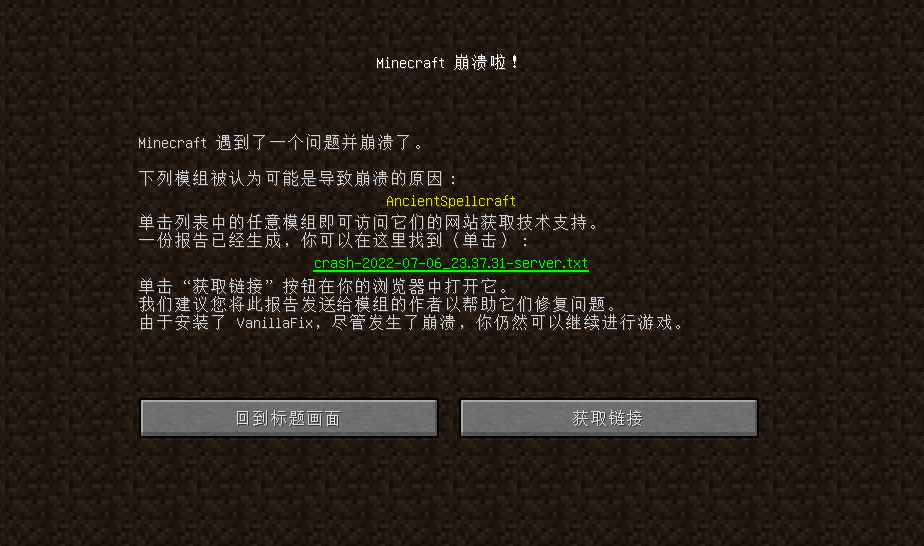 Minecraft 崩溃啦！
Minecraft 遇到了一个问题并崩溃了。
下列模组被认为可能是导致崩溃的原因：
AncientSpellcraft
单击列表中的任意模组即可访问它们的网站获取技术支持。
一份报告已经生成，你可以在这里找到（单击）：
crash-2022-07-06_23.37.31-server.txt
单击“获取链接”按钮在你的浏览器中打开它。
我们建议您将此报告发送给模组的作者以帮助它们修复问题。
由于安装了 VanillaFix，尽管发生了崩溃，你仍然可以继续进行游戏。
回到标题画面
获取链接